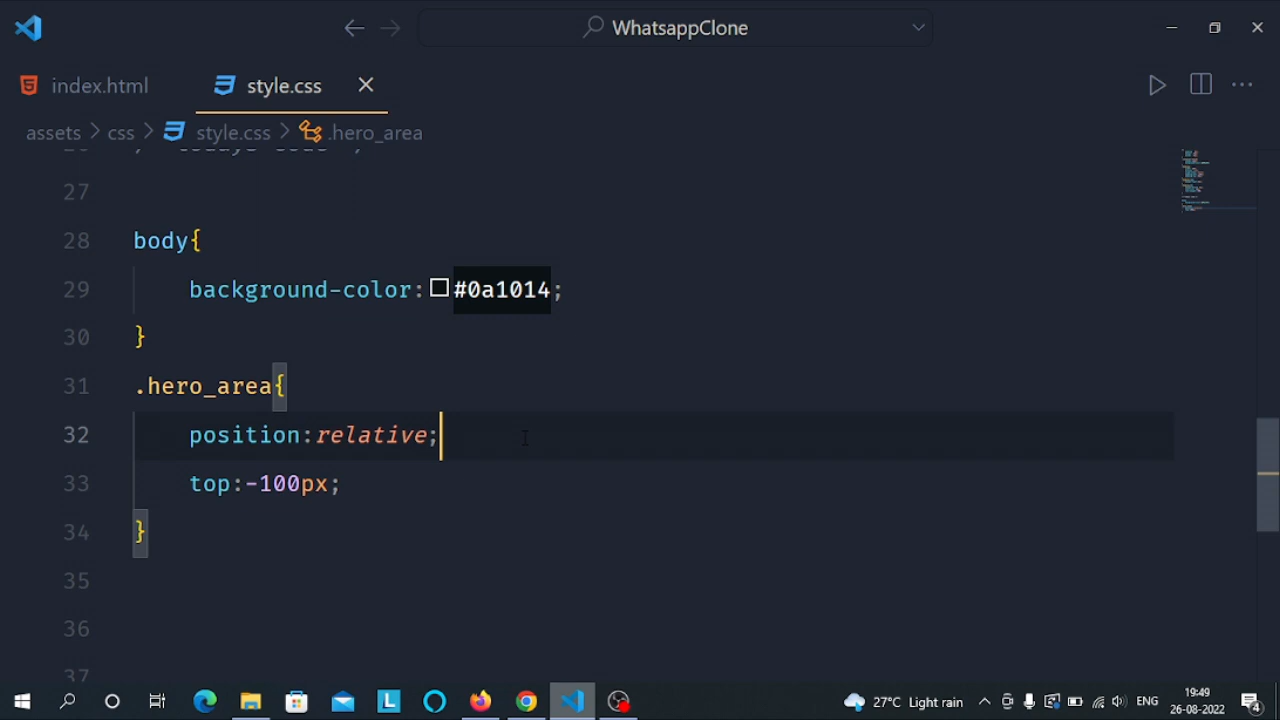 WhatsappClone
index.html
style.css
assets > css > style.css > .hero_area
27
28 body{
29 background-color: #0a1014;
30 }
31 .hero_area{
32 position:relative;
33 top:-100px;
34 }
35
36
37
27°C Light rain
ENG
19:49
26-08-2022
4